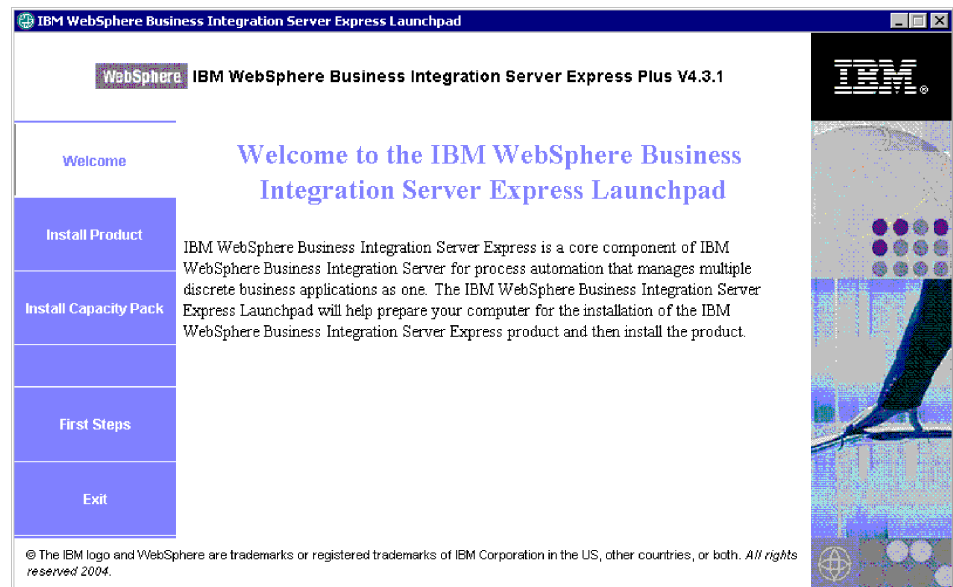 IBM WebSphere Business Integration Server Express Launchpad
WebSphere IBM WebSphere Business Integration Server Express Plus V4.3.1
IBM®
Welcome
Install Product
Install Capacity Pack
First Steps
Exit
Welcome to the IBM WebSphere Business
Integration Server Express Launchpad
IBM WebSphere Business Integration Server Express is a core component of IBM
WebSphere Business Integration Server for process automation that manages multiple
discrete business applications as one. The IBM WebSphere Business Integration Server
Express Launchpad will help prepare your computer for the installation of the IBM
WebSphere Business Integration Server Express product and then install the product.
© The IBM logo and WebSphere are trademarks or registered trademarks of IBM Corporation in the US, other countries, or both. All rights
reserved 2004.